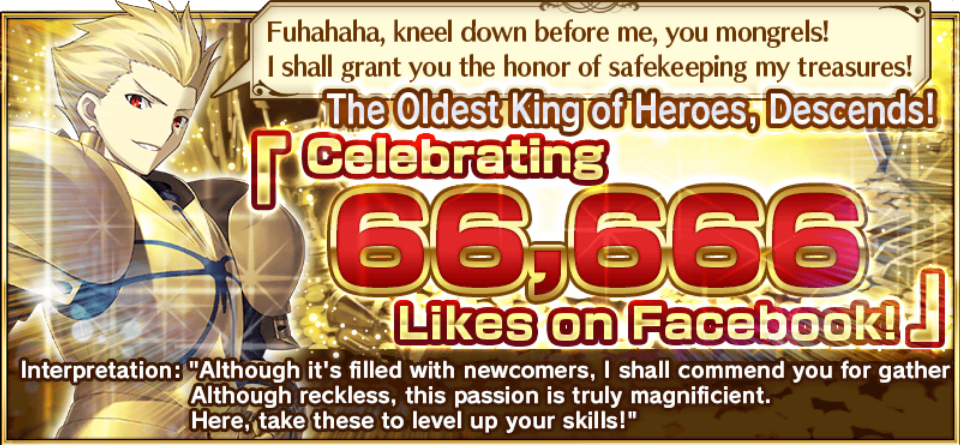 Fuhahaha, kneel down before me, you mongrels!
I shall grant you the honor of safekeeping my treasures!
The Oldest King of Heroes, Descends!
「Celebrating
66,666
Likes on Facebook!」
Interpretation: "Although it's filled with newcomers, I shall commend you for gather
Although reckless, this passion is truly magnificient.
Here, take these to level up your skills!"